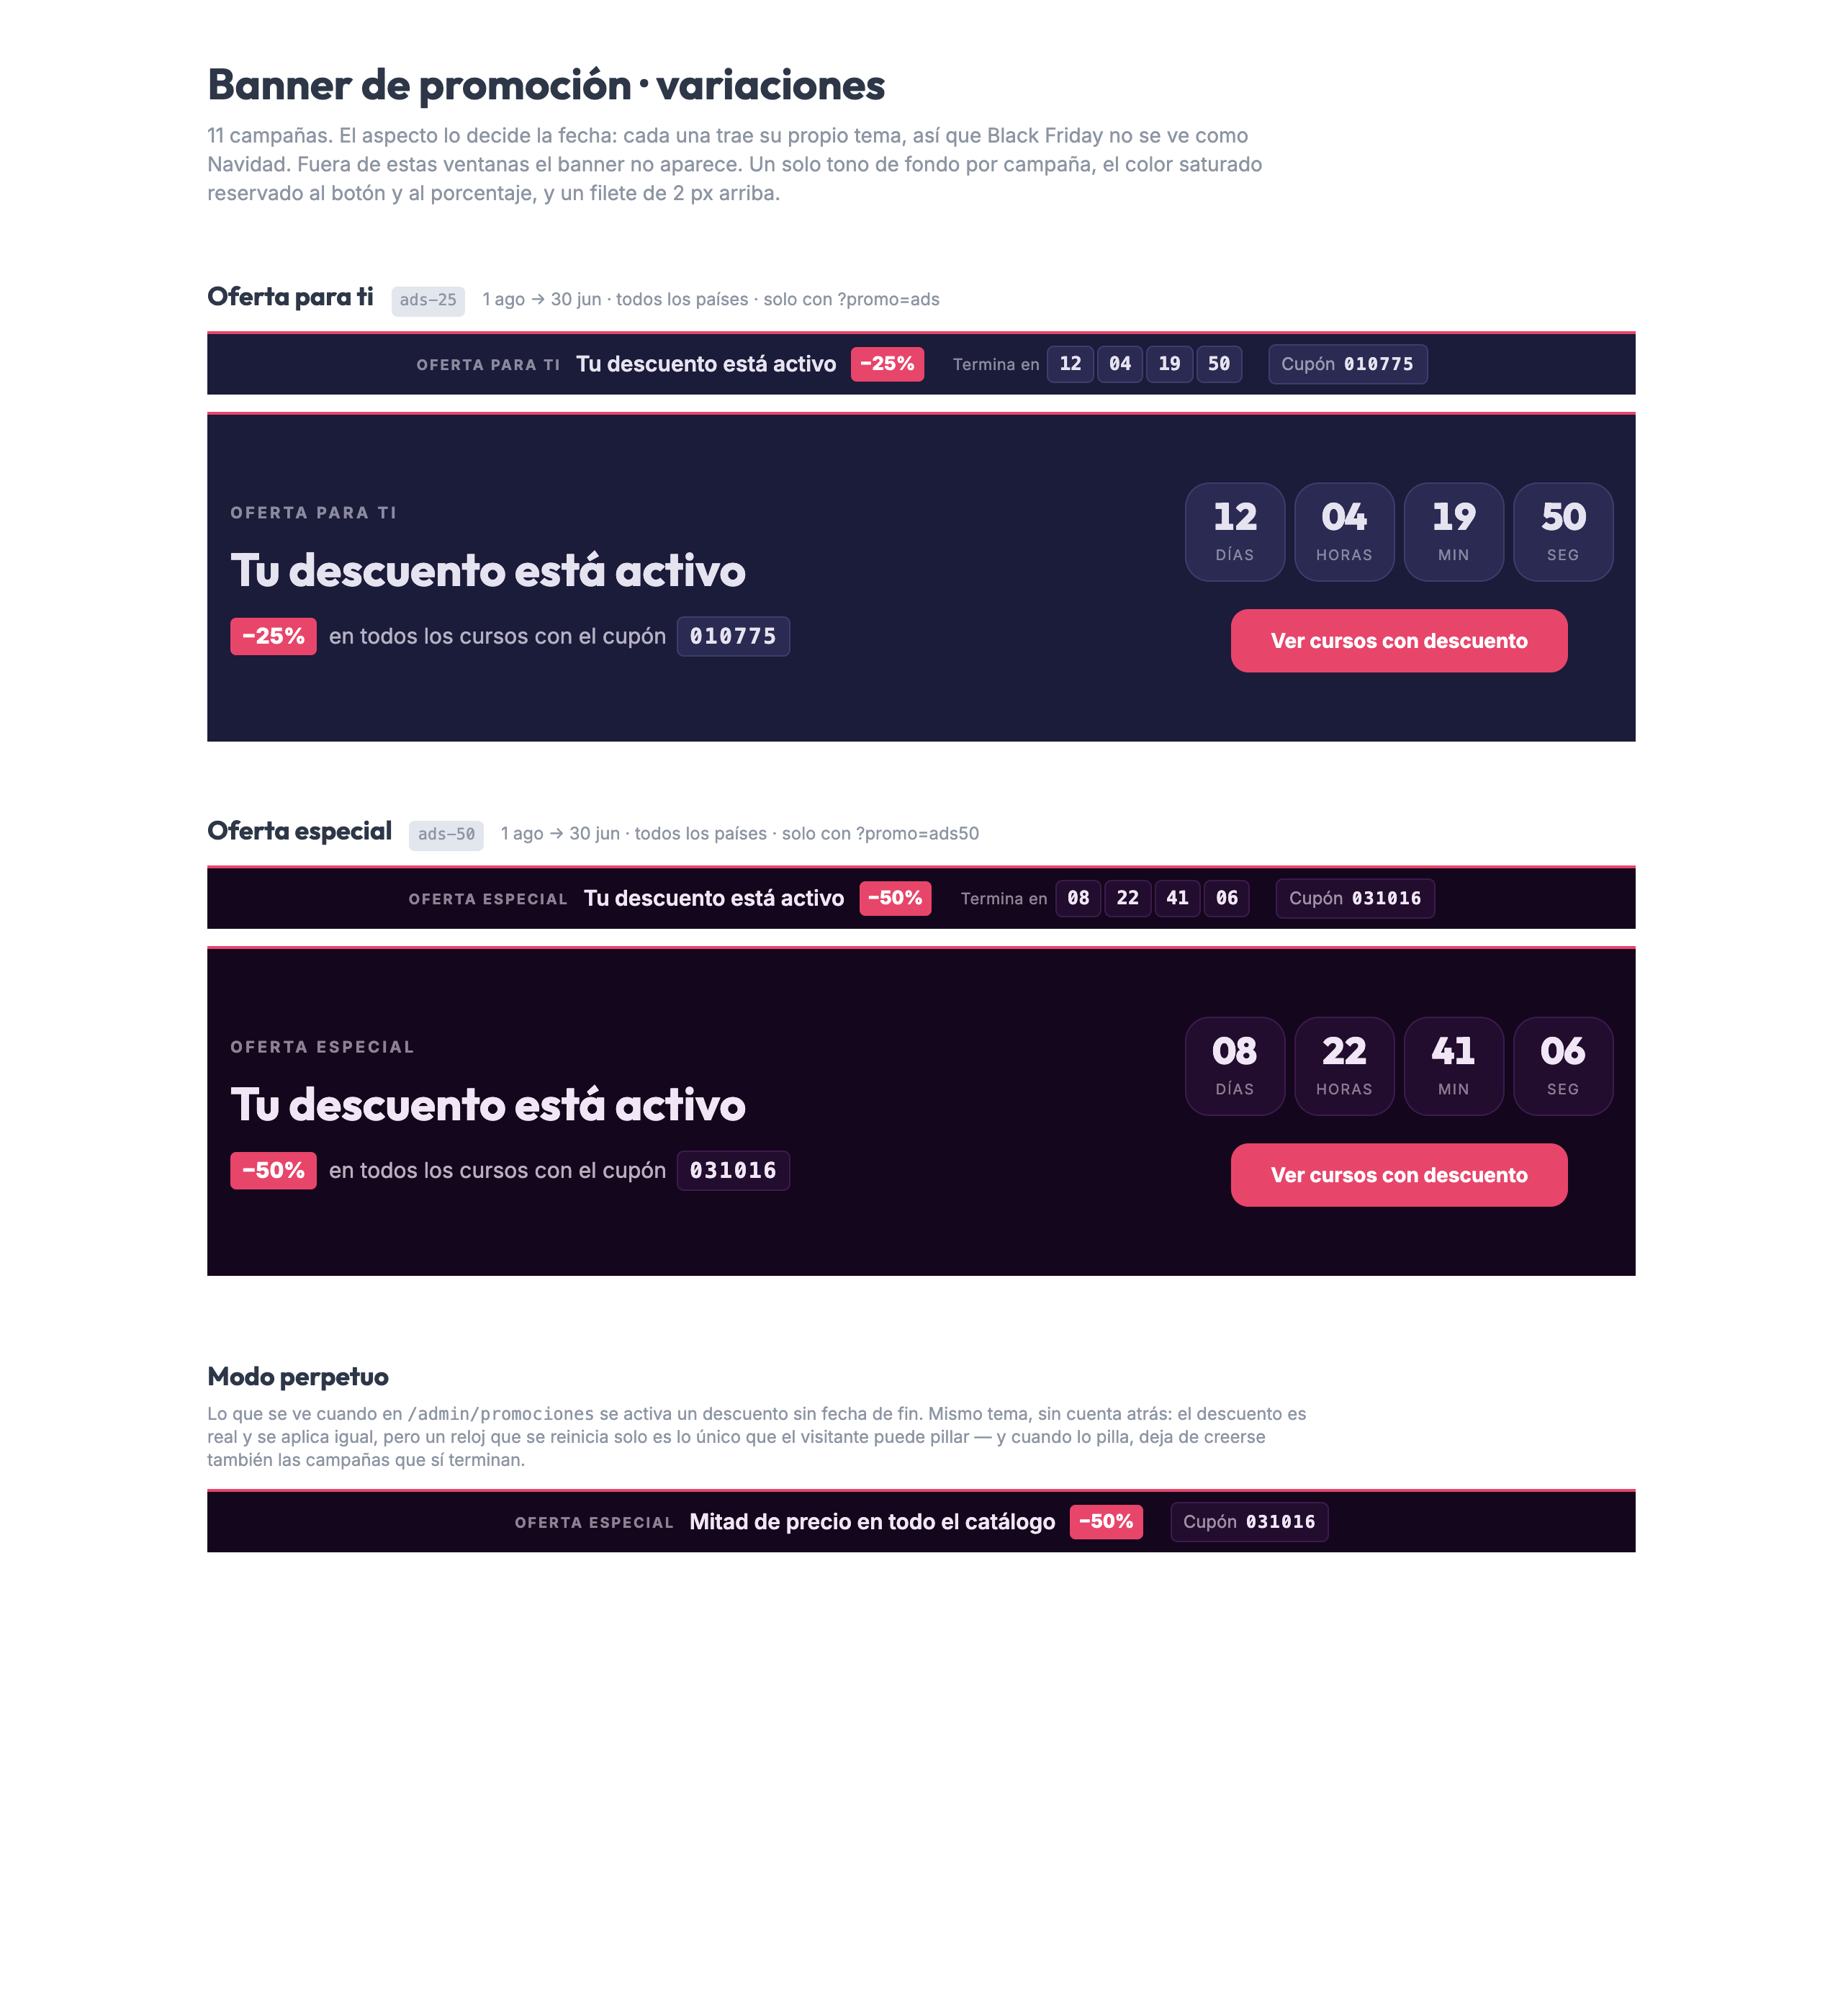 Banner de promoción · variaciones
11 campañas. El aspecto lo decide la fecha: cada una trae su propio tema, así que Black Friday no se ve como
Navidad. Fuera de estas ventanas el banner no aparece. Un solo tono de fondo por campaña, el color saturado
reservado al botón y al porcentaje, y un filete de 2 px arriba.
Oferta para ti ads-25 1 ago → 30 jun · todos los países · solo con ?promo=ads
OFERTA PARA TI Tu descuento está activo −25% Termina en 12 04 19 50 Cupón 010775
OFERTA PARA TI
Tu descuento está activo
−25% en todos los cursos con el cupón 010775
12 04 19 50
DÍAS HORAS MIN SEG
Ver cursos con descuento
Oferta especial ads-50 1 ago → 30 jun · todos los países · solo con ?promo=ads50
OFERTA ESPECIAL Tu descuento está activo −50% Termina en 08 22 41 06 Cupón 031016
OFERTA ESPECIAL
Tu descuento está activo
−50% en todos los cursos con el cupón 031016
08 22 41 06
DÍAS HORAS MIN SEG
Ver cursos con descuento
Modo perpetuo
Lo que se ve cuando en /admin/promociones se activa un descuento sin fecha de fin. Mismo tema, sin cuenta atrás: el descuento es
real y se aplica igual, pero un reloj que se reinicia solo es lo único que el visitante puede pillar — y cuando lo pilla, deja de creerse
también las campañas que sí terminan.
OFERTA ESPECIAL Mitad de precio en todo el catálogo −50% Cupón 031016